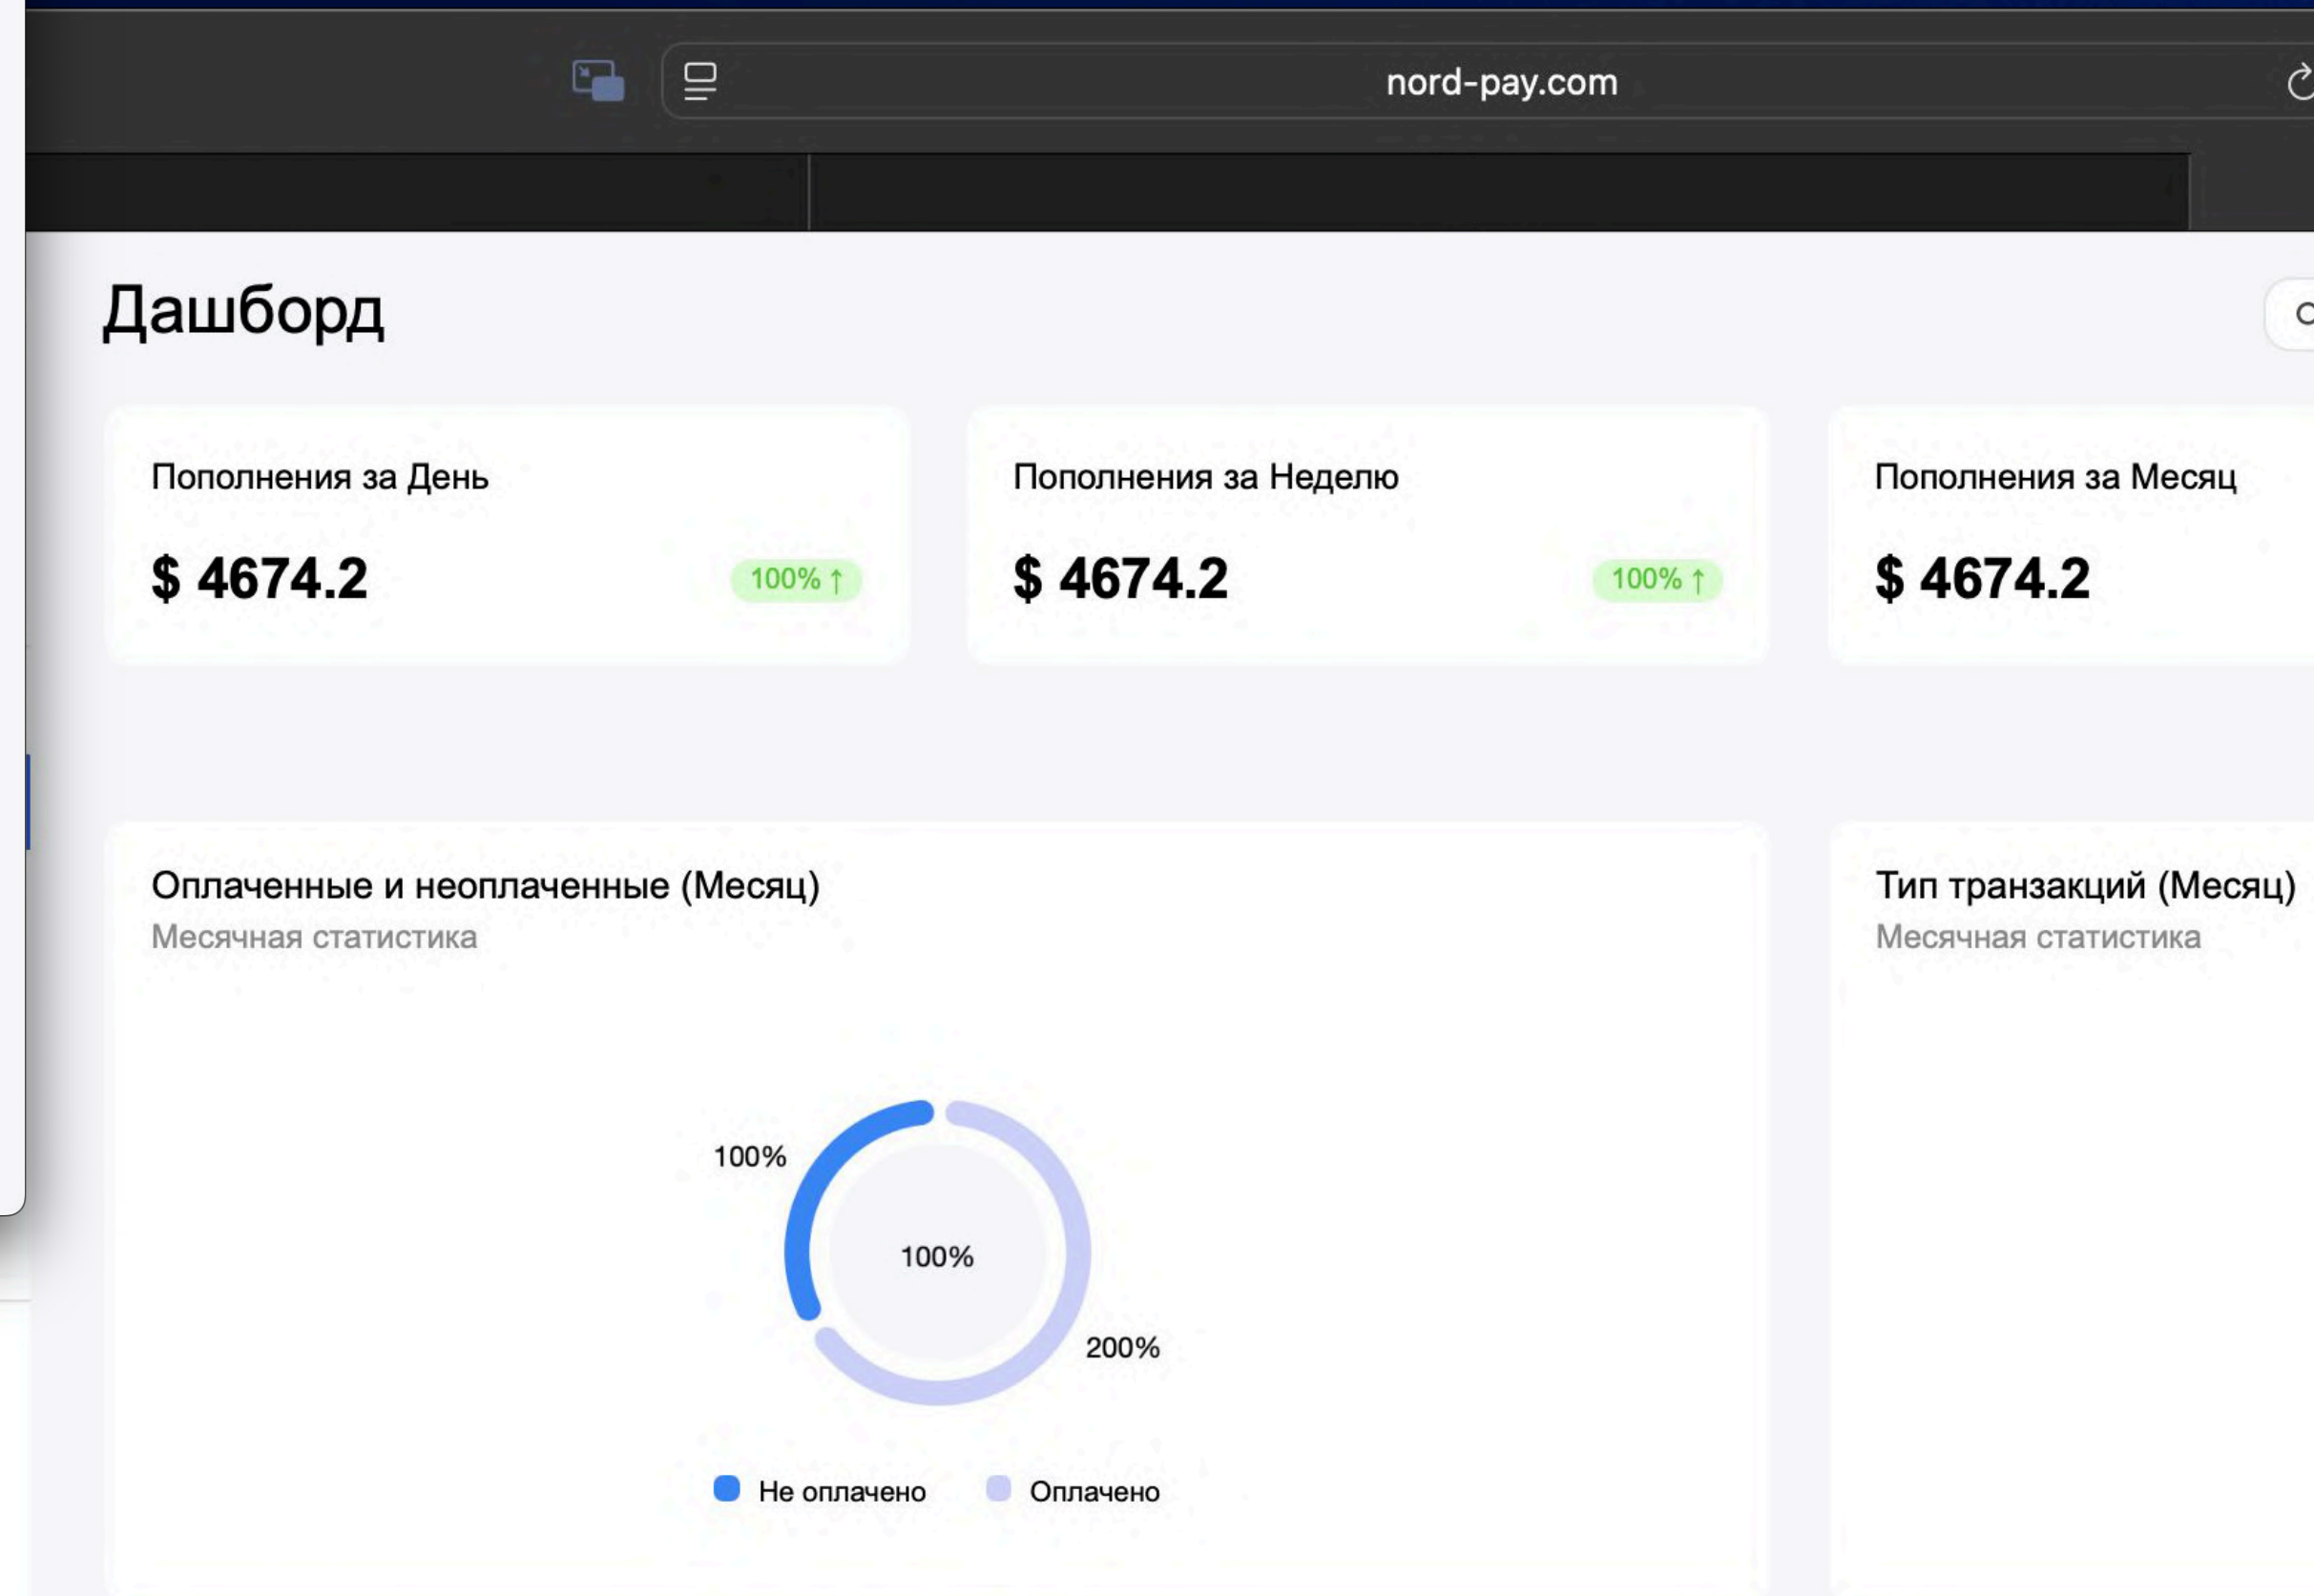 nord-pay.com
Дашборд
Пополнения за День
$ 4674.2
100% ↑
Пополнения за Неделю
$ 4674.2
100% ↑
Пополнения за Месяц
$ 4674.2
Оплаченные и неоплаченные (Месяц)
Месячная статистика
100%
100%
200%
Не оплачено
Оплачено
Тип транзакций (Месяц)
Месячная статистика